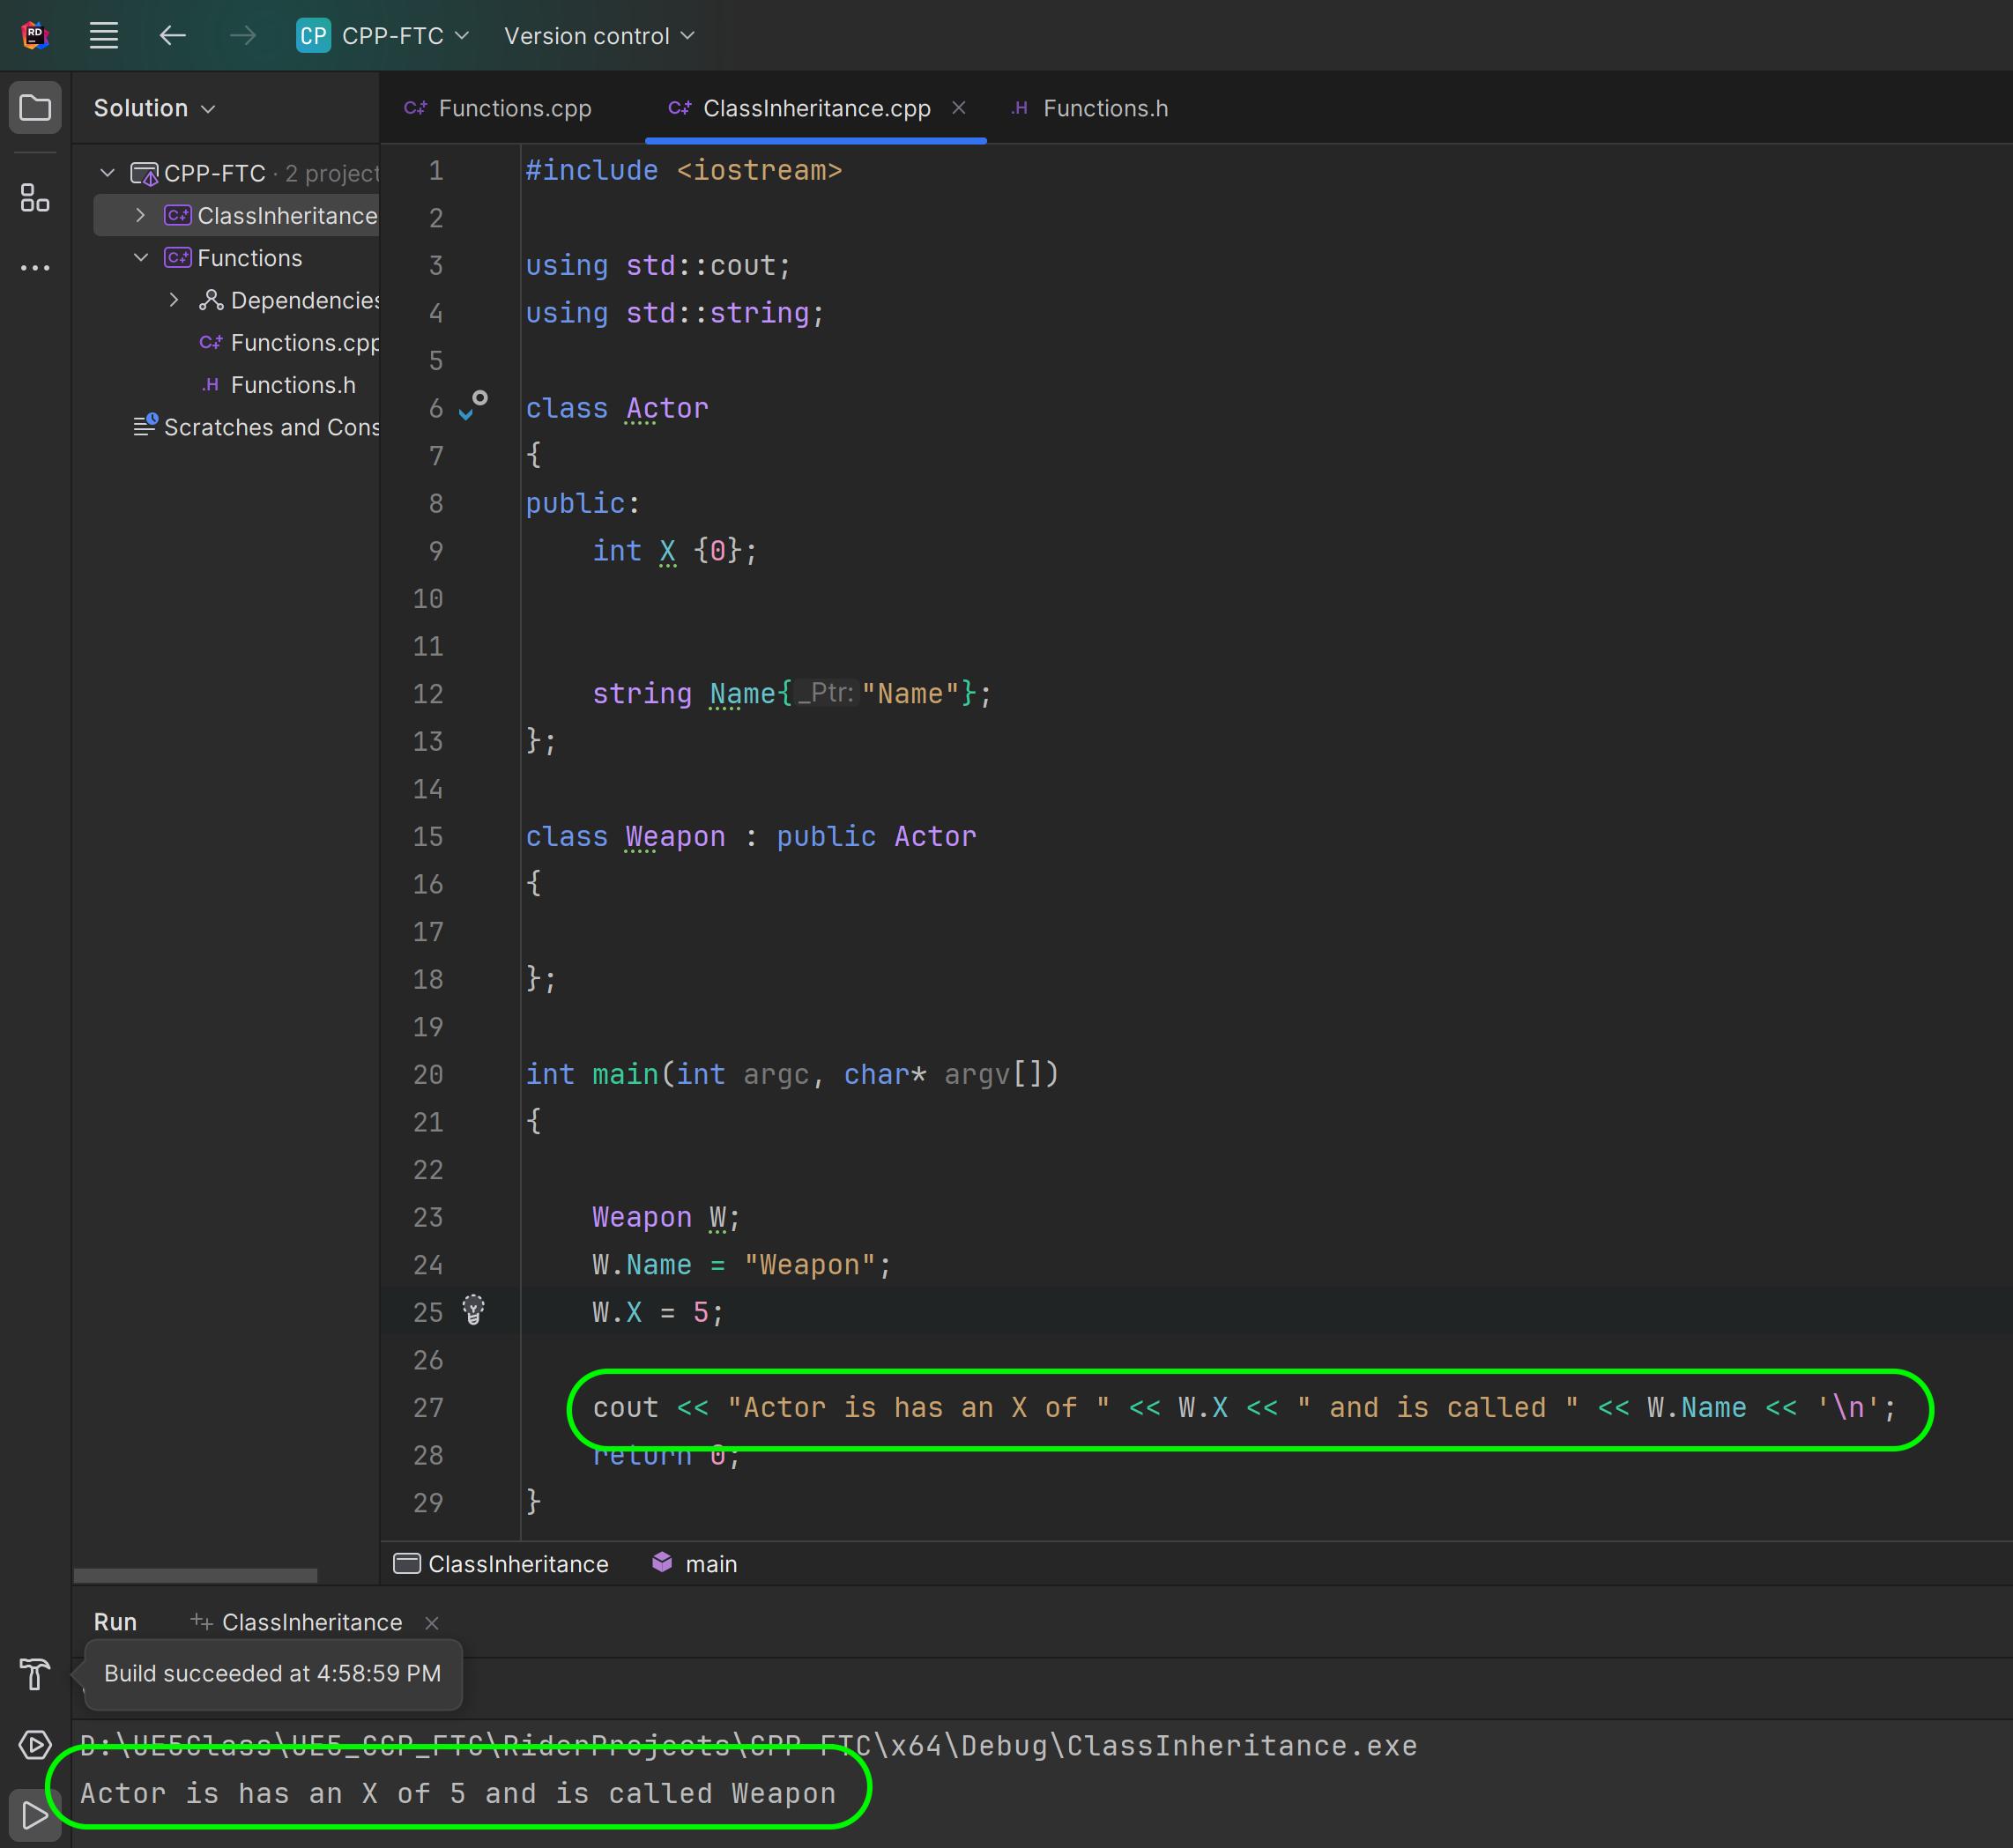 RD
CP CPP-FTC Version control
Solution
Functions.cpp ClassInheritance.cpp .H Functions.h
CPP-FTC · 2 project
ClassInheritance
Functions
Dependencies
Functions.cpp
.H Functions.h
Scratches and Cons
1 #include <iostream>
2
3 using std::cout;
4 using std::string;
5
6 class Actor
7 {
8 public:
9 int X {0};
10
11
12 string Name{_Ptr:"Name"};
13 };
14
15 class Weapon : public Actor
16 {
17
18 };
19
20 int main(int argc, char* argv[])
21 {
22
23 Weapon W;
24 W.Name = "Weapon";
25 W.X = 5;
26
27 cout << "Actor is has an X of " << W.X << " and is called " << W.Name << '\n';
28 return 0;
29 }
ClassInheritance main
Run ClassInheritance
Build succeeded at 4:58:59 PM
D:\UE5Class\UE5_CGP_FTC\RiderProjects\CPP-FTC\x64\Debug\ClassInheritance.exe
Actor is has an X of 5 and is called Weapon